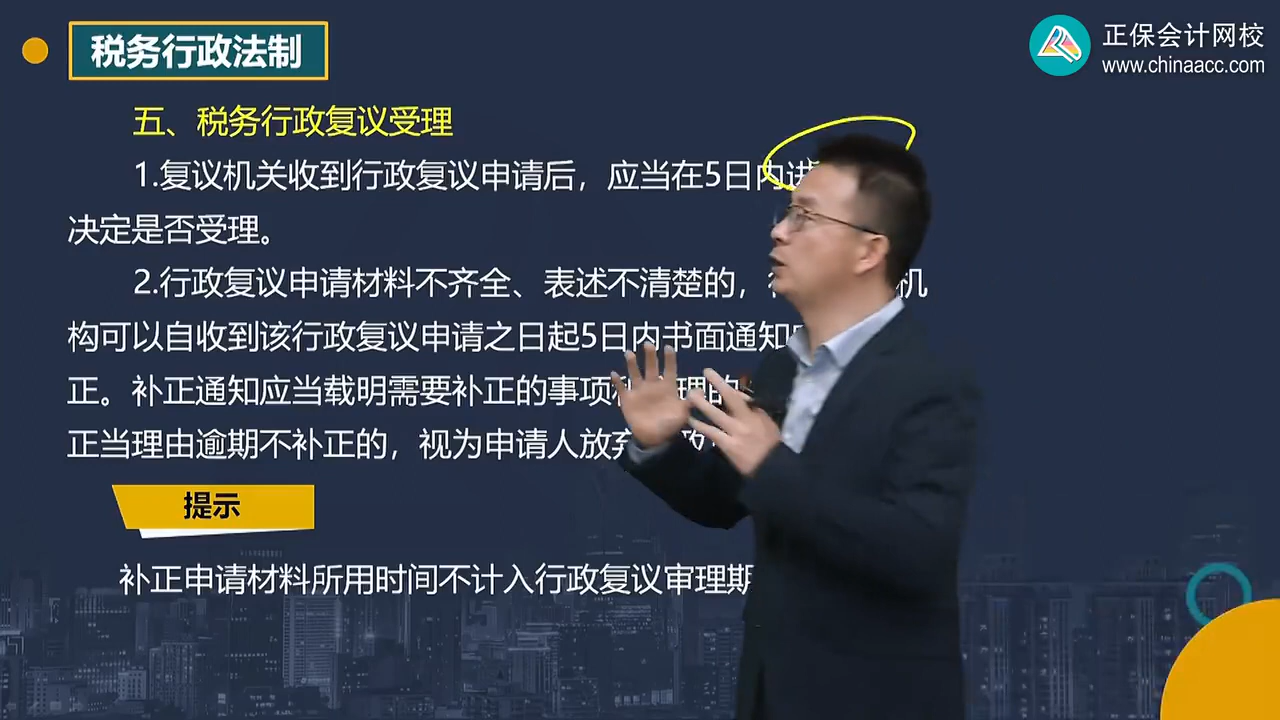 税务行政法制
正保会计网校
www.chinaacc.com
五、税务行政复议受理
1.复议机关收到行政复议申请后，应当在5日内进
决定是否受理。
2.行政复议申请材料不齐全、表述不清楚的，
机
构可以自收到该行政复议申请之日起5日内书面通知
正。补正通知应当载明需要补正的事项和
理的
正当理由逾期不补正的，视为申请人放弃
政
提示
补正申请材料所用时间不计入行政复议审理期